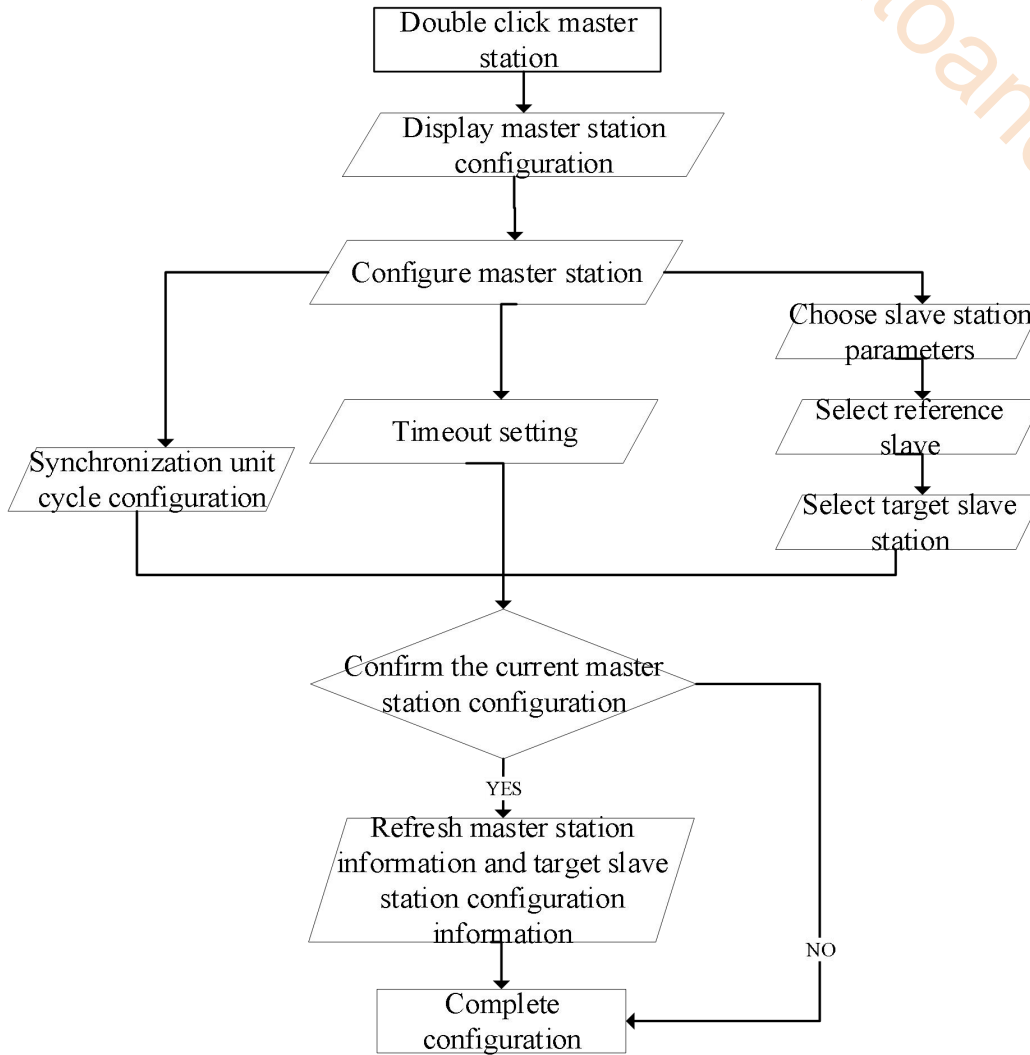 Double click master
station
Display master station
configuration
Configure master station
Choose slave station
parameters
Timeout setting
Select reference
slave
Synchronization unit
cycle configuration
Select target slave
station
Confirm the current master
station configuration
YES
Refresh master station
information and target slave
station configuration
information
NO
Complete
configuration